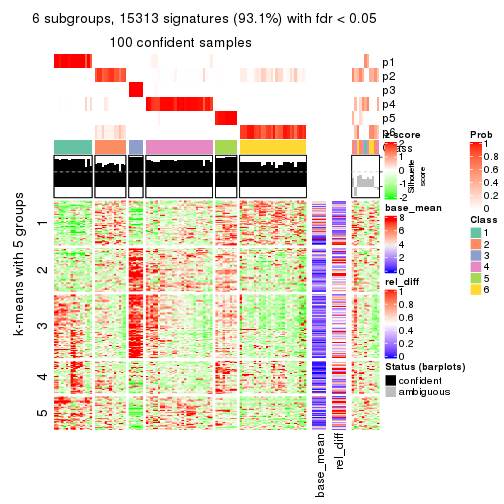 6 subgroups, 15313 signatures (93.1%) with fdr < 0.05
100 confident samples
p1
p2
p3
p4
p5
p6
z_score
2
1
0
-1
-2
Class
Silhouette
score
base_mean
8
6
4
2
0
rel_diff
1
0.8
0.6
0.4
0.2
0
Status (barplots)
confident
ambiguous
Prob
1
0.8
0.6
0.4
0.2
0
Class
1
2
3
4
5
6
k-means with 5 groups
1
2
3
4
5
base_mean
rel_diff